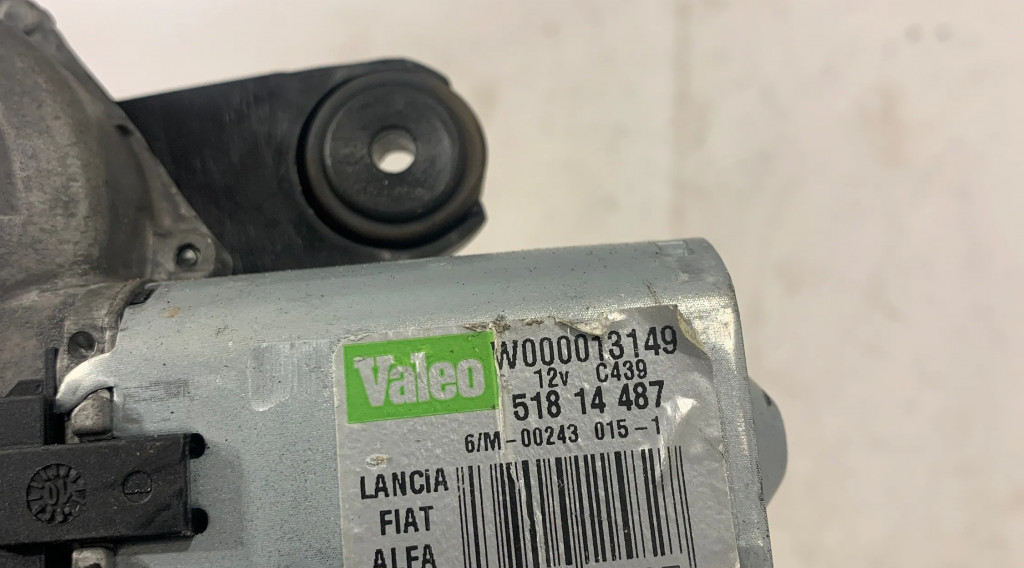 Valeo
W000013149
12v C439
518 14 487
6/M-00243 015-1
LANCIA
FIAT
ALFA